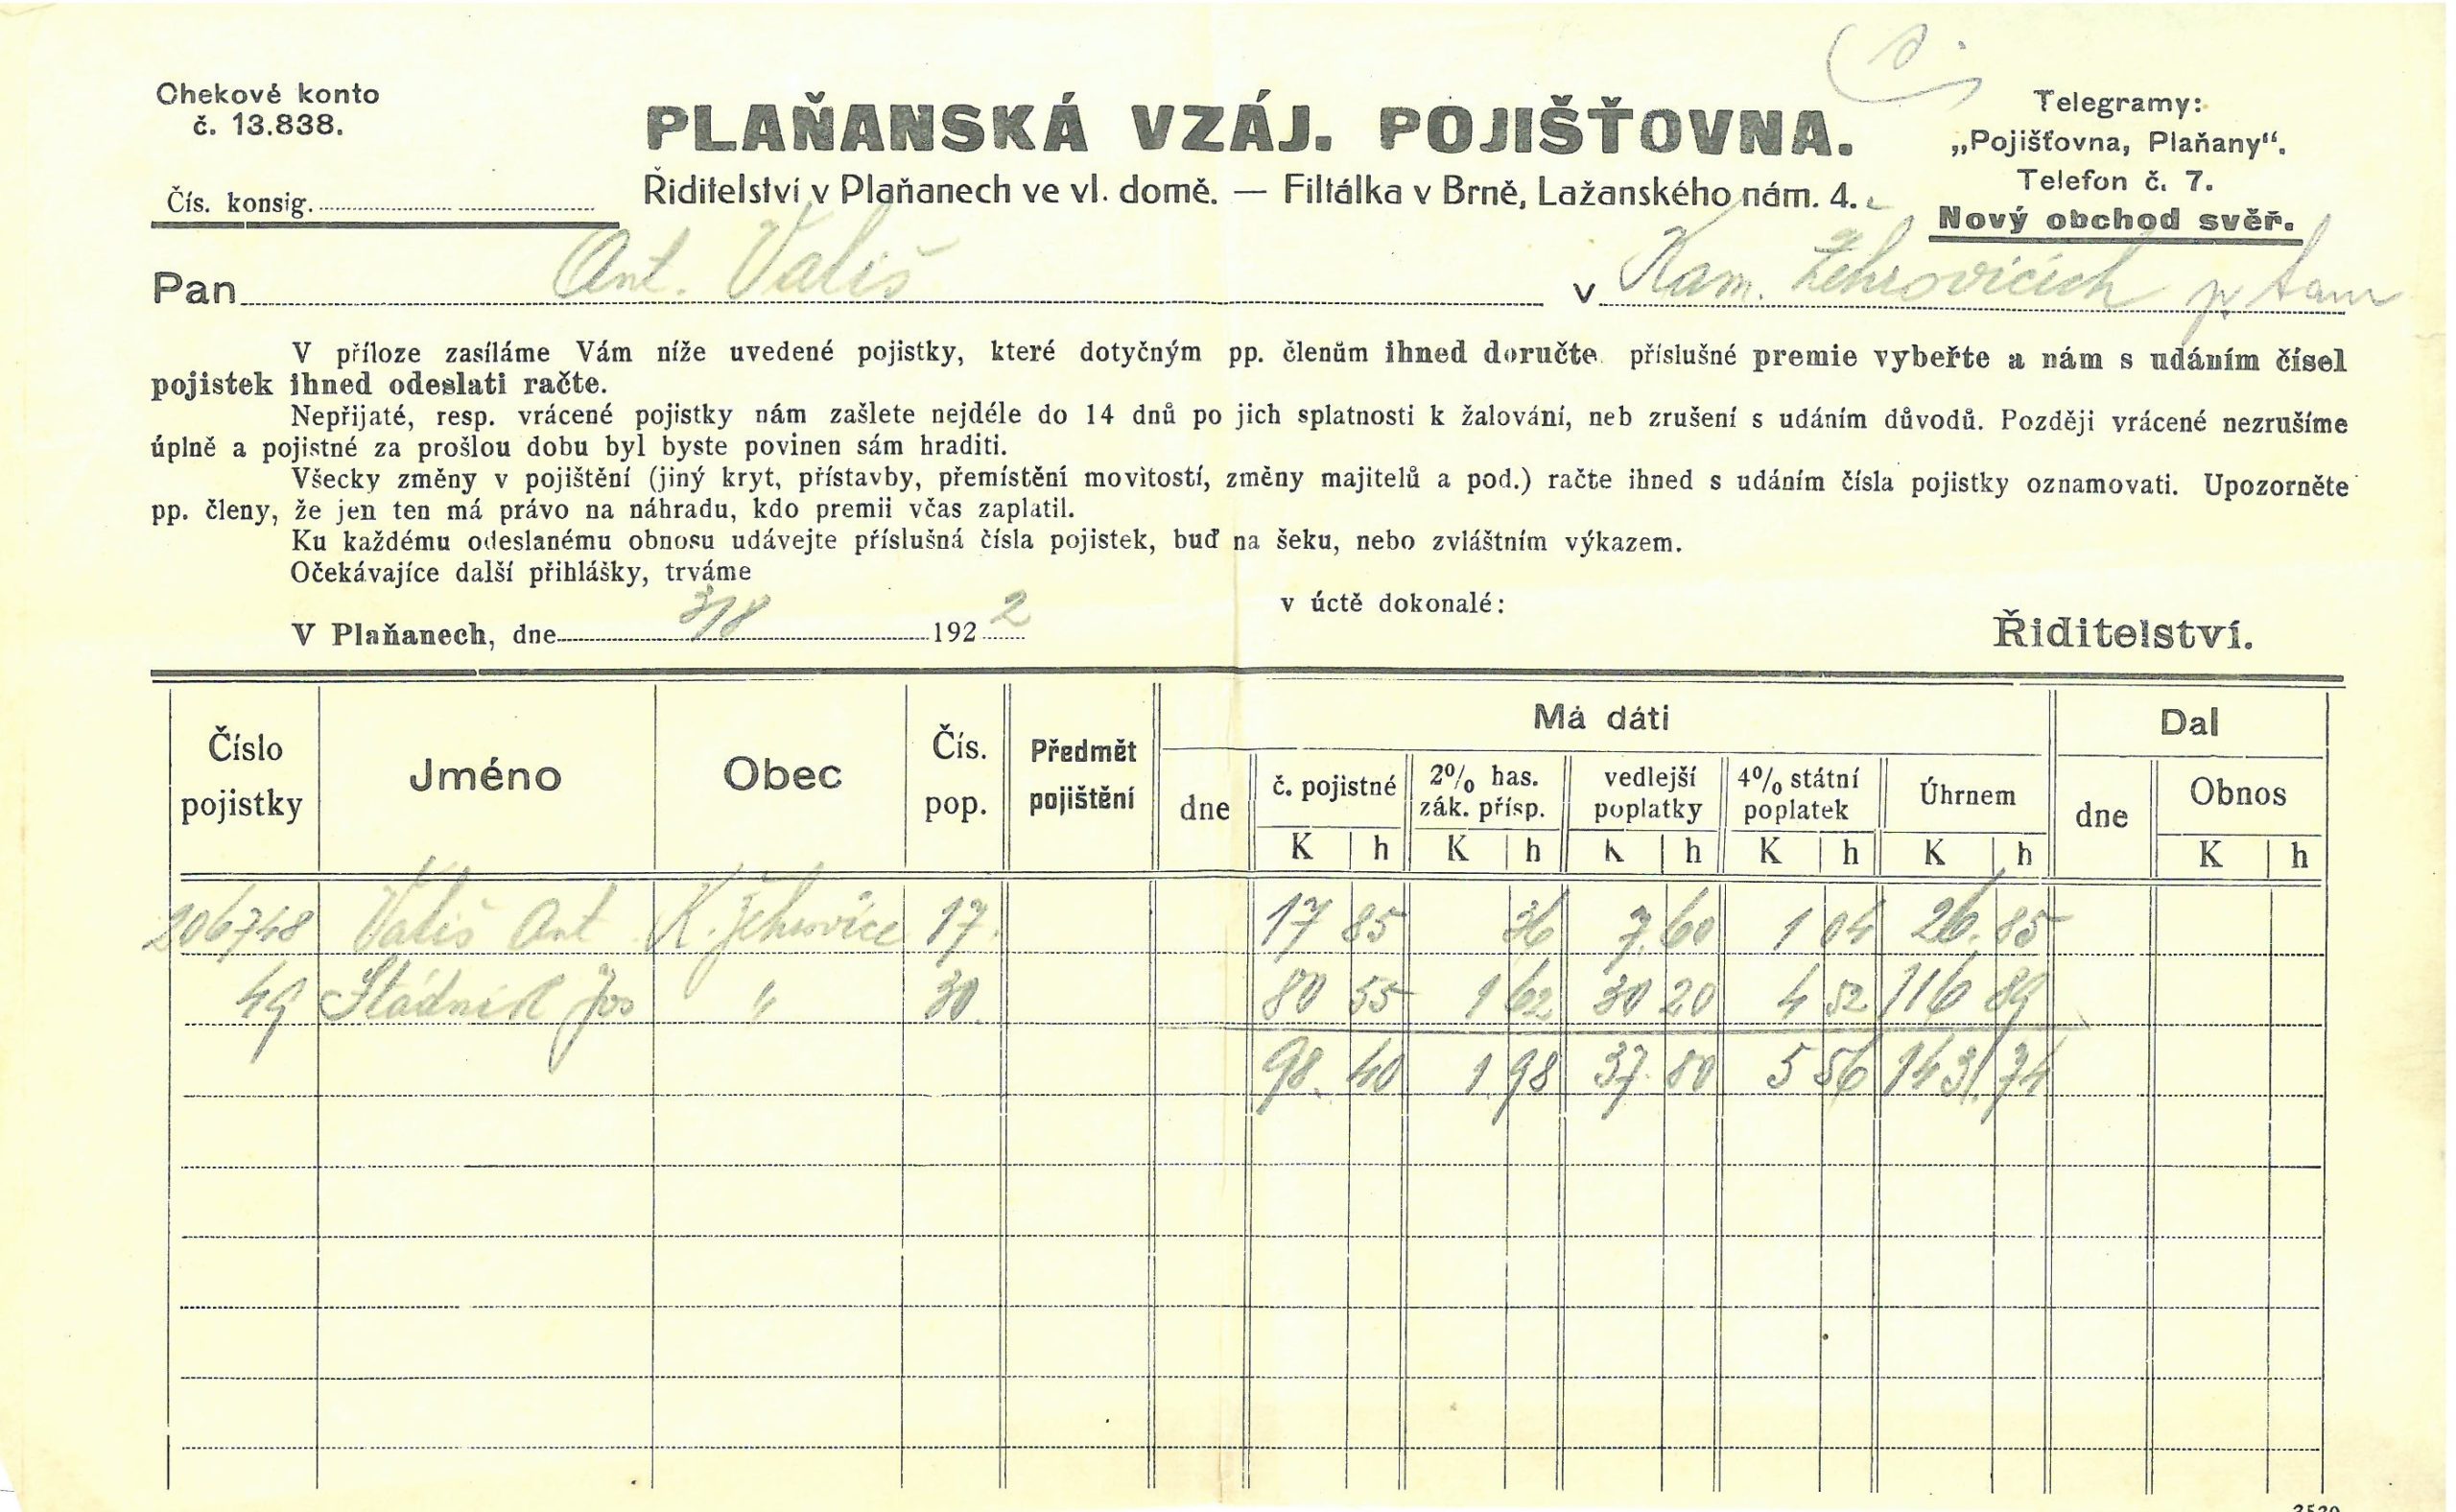 Chekové konto
č. 13.838.
Čís. konsig.
PLAŇANSKÁ VZÁJ. POJIŠŤOVNA.
Řiditelství v Plaňanech ve vl. domě. — Filtálka v Brně, Lažanského nám. 4.
Telegramy:
„Pojišťovna, Plaňany“.
Telefon č. 7.
Nový obchod svěř.
Pan Ant. Vališ v Kam. Žehrovicích
V příloze zasíláme Vám níže uvedené pojistky, které dotyčným pp. členům ihned doručte příslušné premie vybeřte a nám s udáním čísel
pojistek ihned odeslati račte.
Nepřijaté, resp. vrácené pojistky nám zašlete nejdéle do 14 dnů po jich splatnosti k žalování, neb zrušení s udáním důvodů. Později vrácené nezrušíme
úplně a pojistné za prošlou dobu byl byste povinen sám hraditi.
Všecky změny v pojištění (jiný kryt, přístavby, přemístění movitostí, změny majitelů a pod.) račte ihned s udáním čísla pojistky oznamovati. Upozorněte
pp. členy, že jen ten má právo na náhradu, kdo premii včas zaplatil.
Ku každému odeslanému obnosu udávejte příslušná čísla pojistek, buď na šeku, nebo zvláštním výkazem.
Očekávajíce další přihlášky, trváme
v úctě dokonalé:
V Plaňanech, dne 3/8 192 2
Řiditelství.
Číslo pojistky Jméno Obec Čís. pop. Předmět pojištění Má dáti Dal
dne č. pojistné 2% has. zák. přísp. vedlejší poplatky 4% státní poplatek Úhrnem dne Obnos
K h K h K h K h K h K h
206748 Vališ Ant K. Žehrovice 17. 17 85 36 7.60 1 04 26.85
49 Stádník Jos " 30. 80 55 1 62 30 20 4 52 116 89
98. 40 1.98 37. 80 5 56 143.74